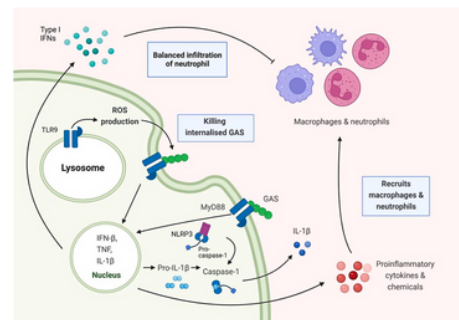 Type I
IFNs
Balanced infiltration
of neutrophil
Macrophages & neutrophils
TLR9
ROS
production
Killing
internalised GAS
Lysosome
MyD88
GAS
Recruits
macrophages &
neutrophils
NLRP3
Pro-
caspase-1
IL-1β
IFN-β,
TNF,
IL-1β
Nucleus
Pro-IL-1β
Caspase-1
Proinflammatory
cytokines &
chemicals